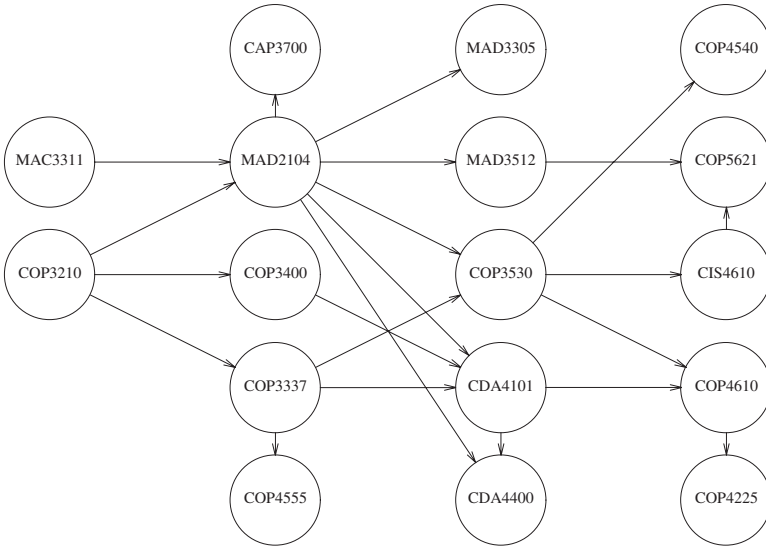 CAP3700
MAD3305
COP4540
MAC3311
MAD2104
MAD3512
COP5621
COP3210
COP3400
COP3530
CIS4610
COP3337
CDA4101
COP4610
COP4555
CDA4400
COP4225